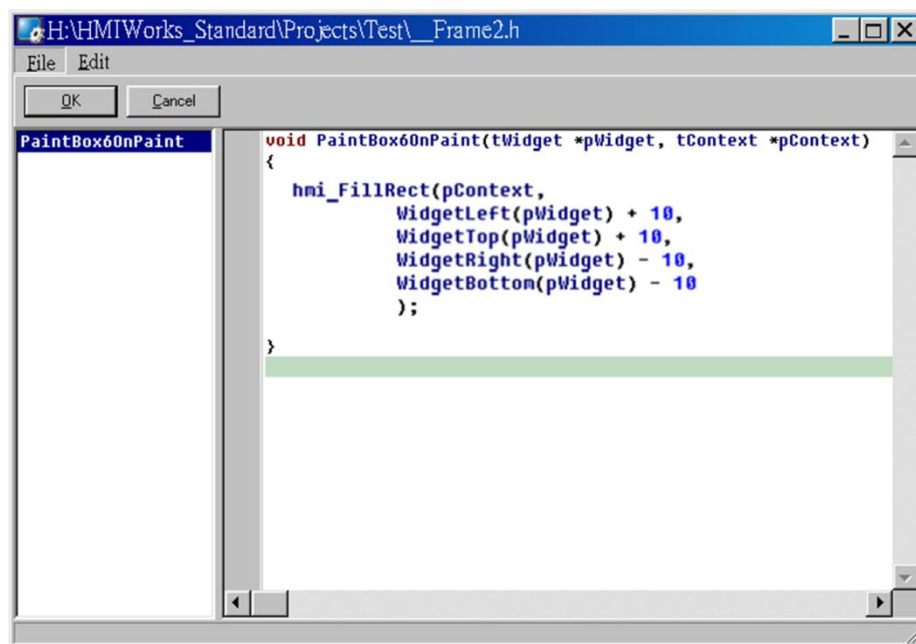 H:\HMIWorks_Standard\Projects\Test\__Frame2.h
File Edit
OK Cancel
PaintBox6OnPaint
void PaintBox6OnPaint(tWidget *pWidget, tContext *pContext)
{
hmi_FillRect(pContext,
WidgetLeft(pWidget) + 10,
WidgetTop(pWidget) + 10,
WidgetRight(pWidget) - 10,
WidgetBottom(pWidget) - 10
);
}